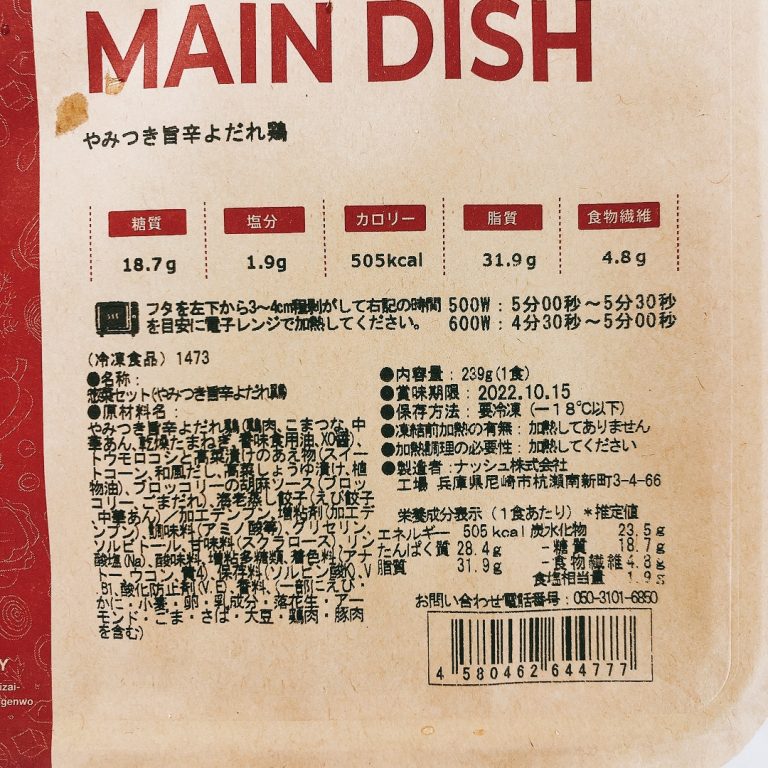 MAIN DISH
やみつき旨辛よだれ鶏
糖質 塩分 カロリー 脂質 食物繊維
18.7g 1.9g 505kcal 31.9g 4.8g
フタを左下から3〜4cm程剥がして右記の時間 500W：5分00秒〜5分30秒
を目安に電子レンジで加熱してください。 600W：4分30秒〜5分00秒
(冷凍食品) 1473
●名称：
惣菜セット(やみつき旨辛よだれ鶏
●原材料名：
やみつき旨辛よだれ鶏(鶏肉、こまつな、中
華あん、乾燥たまねぎ、香味食用油、XO醤)、
トウモロコシと高菜漬けのあえ物(スイー
トコーン、和風だし、高菜しょうゆ漬け、植
物油)、ブロッコリーの胡麻ソース(ブロッ
コリー、ごまだれ)、海老蒸し餃子(えび餃子
、中華あん)／加工デンプン、増粘剤(加工デ
ンプン)、調味料(アミノ酸等)、グリセリン、
ソルビトール、甘味料(スクラロース)、リン
酸塩(Na)、酸味料、増粘多糖類、着色料(アナ
トー、ウコン、黄4)、保存料(ソルビン酸K)、V
.B1、酸化防止剤(V.E)、香料、(一部にえび・
かに・小麦・卵・乳成分・落花生・アー
モンド・ごま・さば・大豆・鶏肉・豚肉
を含む)
●内容量：239g(1食)
●賞味期限：2022.10.15
●保存方法：要冷凍（−18℃以下）
●凍結前加熱の有無：加熱してありません
●加熱調理の必要性：加熱してください
●製造者：ナッシュ株式会社
工場 兵庫県尼崎市杭瀬南新町3-4-66
栄養成分表示（1食あたり）＊推定値
エネルギー 505kcal 炭水化物 23.5g
たんぱく質 28.4g -糖質 18.7g
脂質 31.9g -食物繊維 4.8g
食塩相当量 1.9g
お問い合わせ電話番号：050-3101-6850
4 580462 644777
Y
izai-
genwo